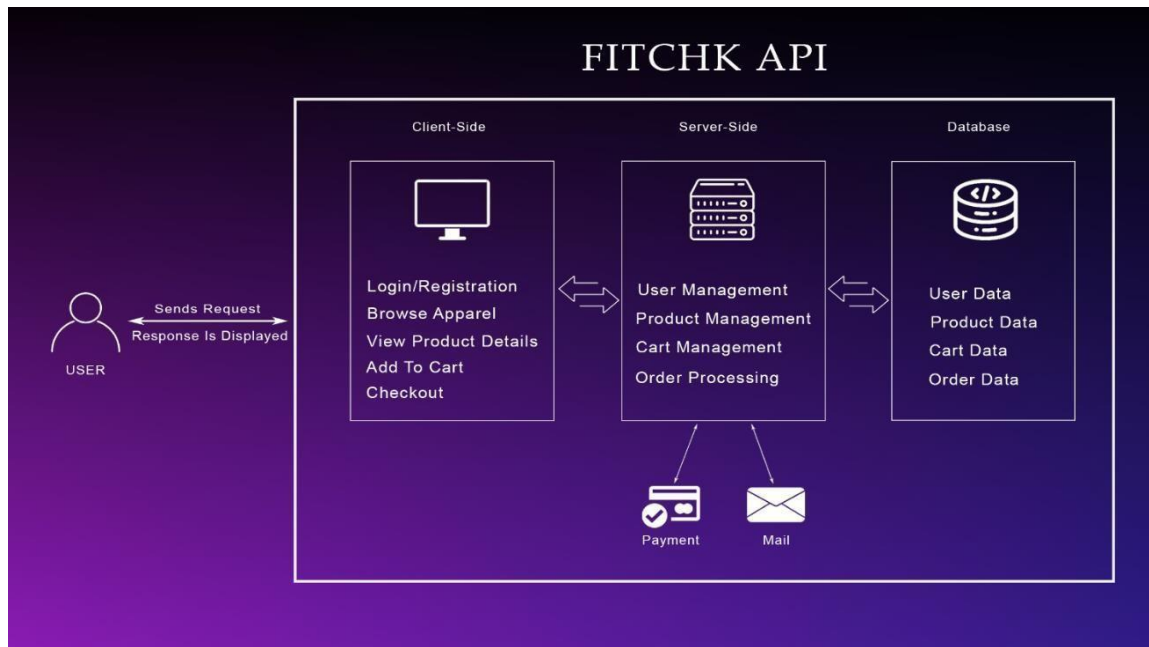 FITCHK API
Client-Side
Server-Side
Database
Login/Registration
Browse Apparel
View Product Details
Add To Cart
Checkout
User Management
Product Management
Cart Management
Order Processing
User Data
Product Data
Cart Data
Order Data
Sends Request
Response Is Displayed
USER
Payment
Mail